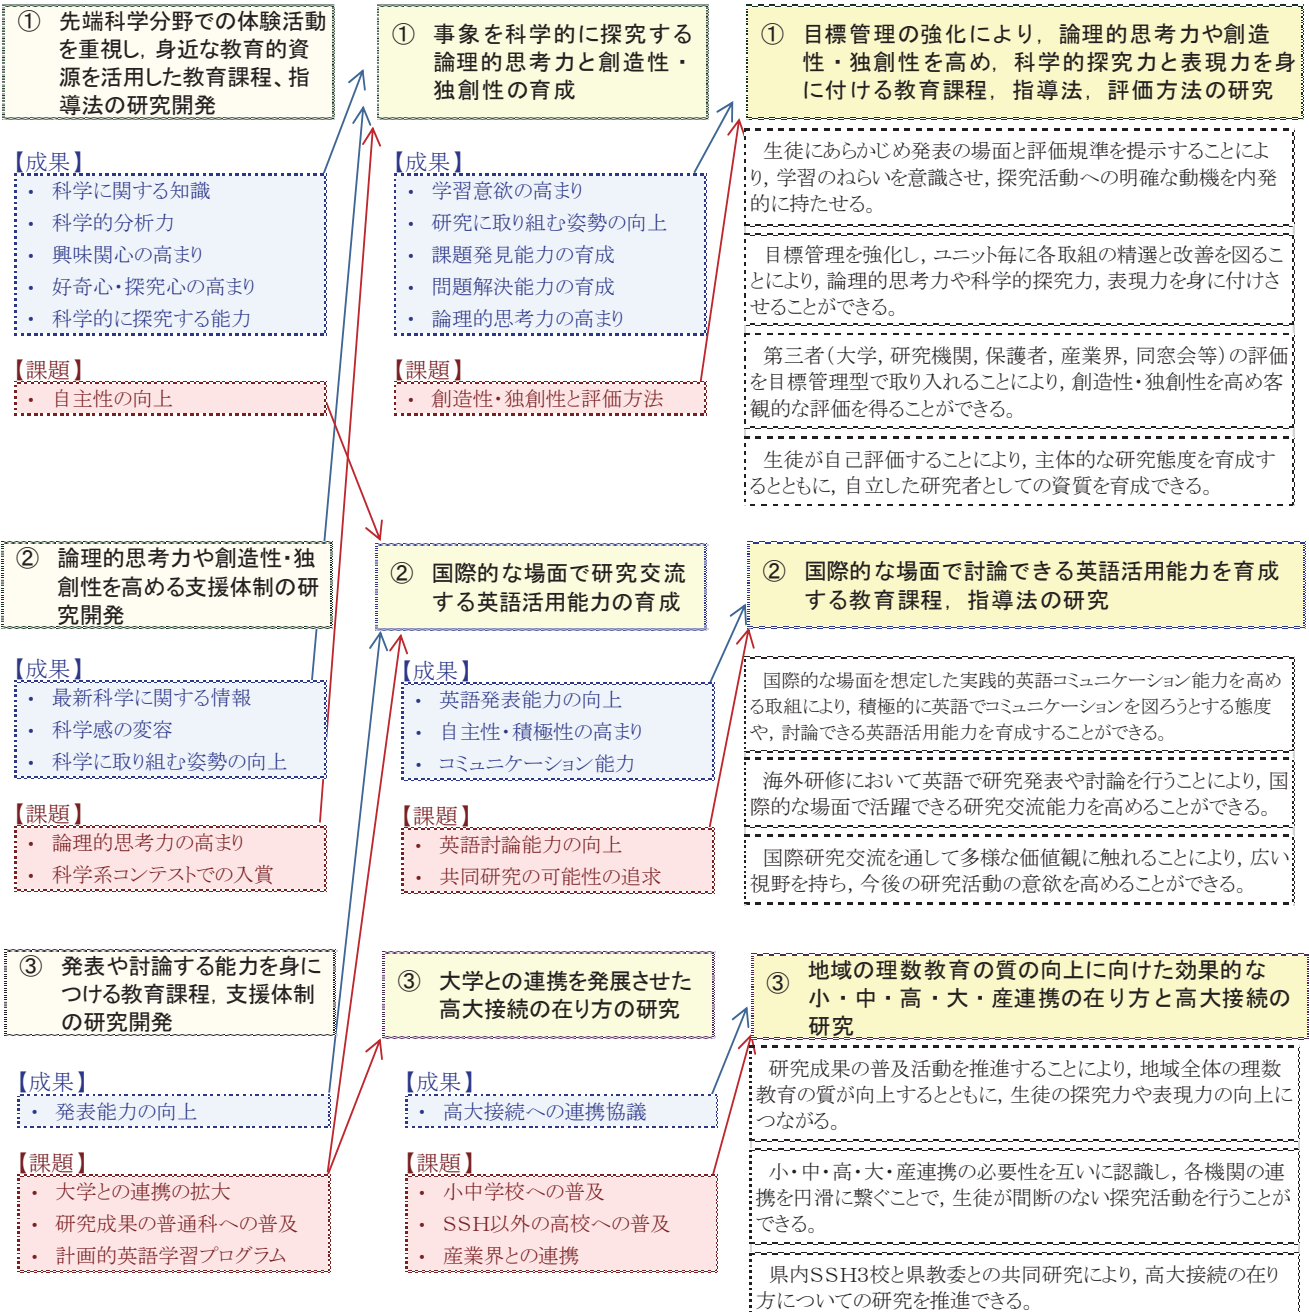 ① 先端科学分野での体験活動
を重視し, 身近な教育的資
源を活用した教育課程、指
導法の研究開発
【成果】
・ 科学に関する知識
・ 科学的分析力
・ 興味関心の高まり
・ 好奇心・探究心の高まり
・ 科学的に探究する能力
【課題】
・ 自主性の向上
② 論理的思考力や創造性・独
創性を高める支援体制の研
究開発
【成果】
・ 最新科学に関する情報
・ 科学感の変容
・ 科学に取り組む姿勢の向上
【課題】
・ 論理的思考力の高まり
・ 科学系コンテストでの入賞
③ 発表や討論する能力を身に
つける教育課程, 支援体制
の研究開発
【成果】
・ 発表能力の向上
【課題】
・ 大学との連携の拡大
・ 研究成果の普通科への普及
・ 計画的英語学習プログラム
① 事象を科学的に探究する
論理的思考力と創造性・
独創性の育成
【成果】
・ 学習意欲の高まり
・ 研究に取り組む姿勢の向上
・ 課題発見能力の育成
・ 問題解決能力の育成
・ 論理的思考力の高まり
【課題】
・ 創造性・独創性と評価方法
② 国際的な場面で研究交流
する英語活用能力の育成
【成果】
・ 英語発表能力の向上
・ 自主性・積極性の高まり
・ コミュニケーション能力
【課題】
・ 英語討論能力の向上
・ 共同研究の可能性の追求
③ 大学との連携を発展させた
高大接続の在り方の研究
【成果】
・ 高大接続への連携協議
【課題】
・ 小中学校への普及
・ SSH以外の高校への普及
・ 産業界との連携
① 目標管理の強化により, 論理的思考力や創造
性・独創性を高め, 科学的探究力と表現力を身
に付ける教育課程, 指導法, 評価方法の研究
生徒にあらかじめ発表の場面と評価規準を提示することによ
り, 学習のねらいを意識させ, 探究活動への明確な動機を内発
的に持たせる。
目標管理を強化し, ユニット毎に各取組の精選と改善を図るこ
とにより, 論理的思考力や科学的探究力, 表現力を身に付けさ
せることができる。
第三者(大学, 研究機関, 保護者, 産業界, 同窓会等)の評価
を目標管理型で取り入れることにより, 創造性・独創性を高め客
観的な評価を得ることができる。
生徒が自己評価することにより, 主体的な研究態度を育成す
るとともに, 自立した研究者としての資質を育成できる。
② 国際的な場面で討論できる英語活用能力を育成
する教育課程, 指導法の研究
国際的な場面を想定した実践的英語コミュニケーション能力を高め
る取組により, 積極的に英語でコミュニケーションを図ろうとする態度
や, 討論できる英語活用能力を育成することができる。
海外研修において英語で研究発表や討論を行うことにより, 国
際的な場面で活躍できる研究交流能力を高めることができる。
国際研究交流を通して多様な価値観に触れることにより, 広い
視野を持ち, 今後の研究活動の意欲を高めることができる。
③ 地域の理数教育の質の向上に向けた効果的な
小・中・高・大・産連携の在り方と高大接続の
研究
研究成果の普及活動を推進することにより, 地域全体の理数
教育の質が向上するとともに, 生徒の探究力や表現力の向上に
つながる。
小・中・高・大・産連携の必要性を互いに認識し, 各機関の連
携を円滑に繋ぐことで, 生徒が間断のない探究活動を行うことが
できる。
県内SSH3校と県教委との共同研究により, 高大接続の在り
方についての研究を推進できる。